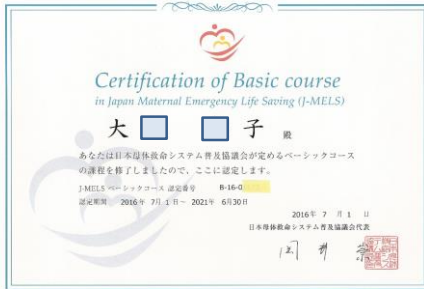 Certification of Basic course
in Japan Maternal Emergency Life Saving (J-MELS)
大 子 殿
あなたは日本母体救命システム普及協議会が定めるベーシックコース
の課程を修了しましたので、ここに認定します。
J-MELS ベーシックコース 認定番号 B-16-0
認定期間 2016年 7月 1日～ 2021年 6月30日
2016年 7 月 1 日
日本母体救命システム普及協議会代表